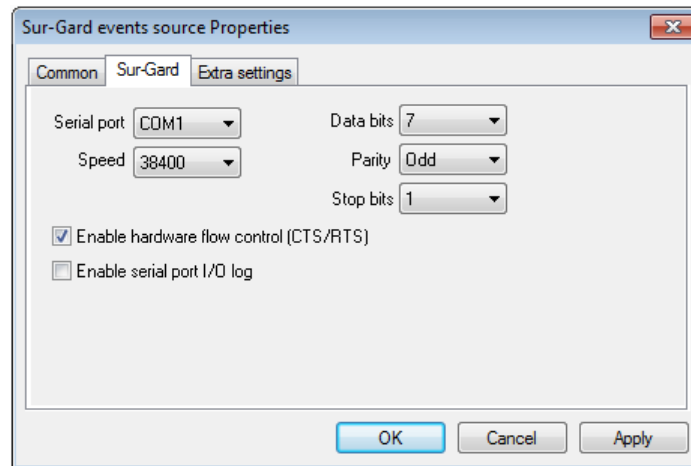 Sur-Gard events source Properties
Common Sur-Gard Extra settings
Serial port COM1 Data bits 7
Speed 38400 Parity Odd
Stop bits 1
Enable hardware flow control (CTS/RTS)
Enable serial port I/O log
OK Cancel Apply